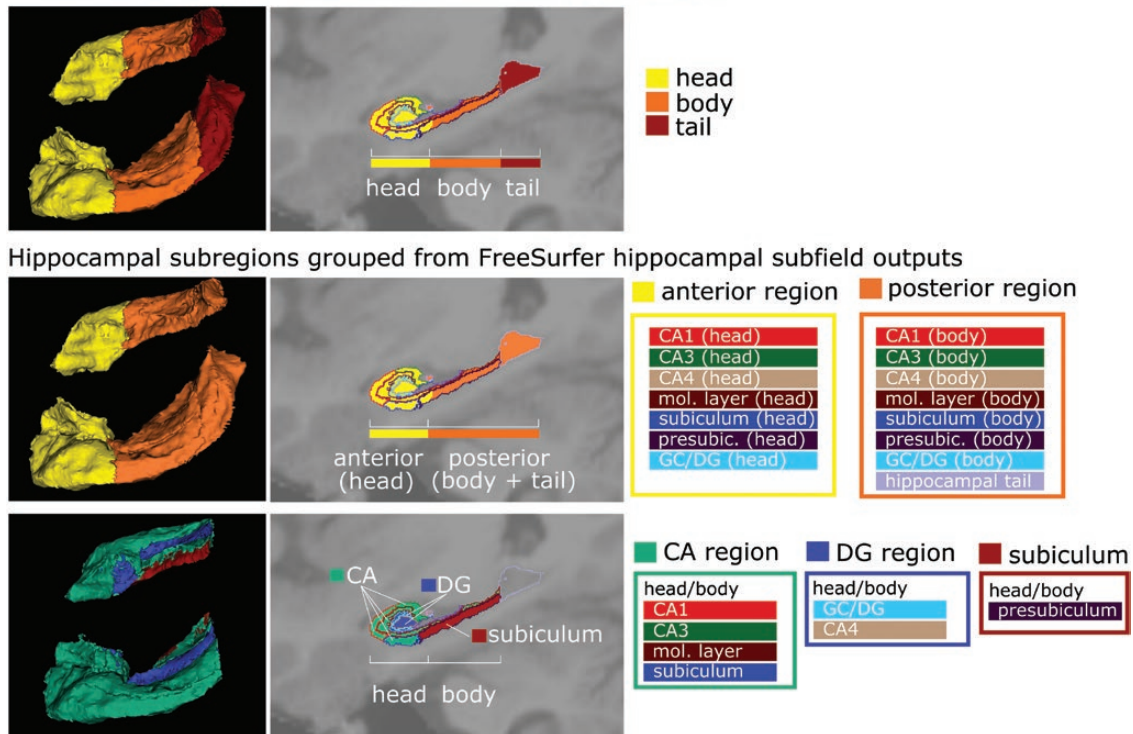 head
body
tail
head body tail
Hippocampal subregions grouped from FreeSurfer hippocampal subfield outputs
anterior region
CA1 (head)
CA3 (head)
CA4 (head)
mol. layer (head)
subiculum (head)
presubic. (head)
GC/DG (head)
posterior region
CA1 (body)
CA3 (body)
CA4 (body)
mol. layer (body)
subiculum (body)
presubic. (body)
GC/DG (body)
hippocampal tail
anterior posterior
(head) (body + tail)
CA DG
subiculum
head body
CA region
head/body
CA1
CA3
mol. layer
subiculum
DG region
head/body
GC/DG
CA4
subiculum
head/body
presubiculum